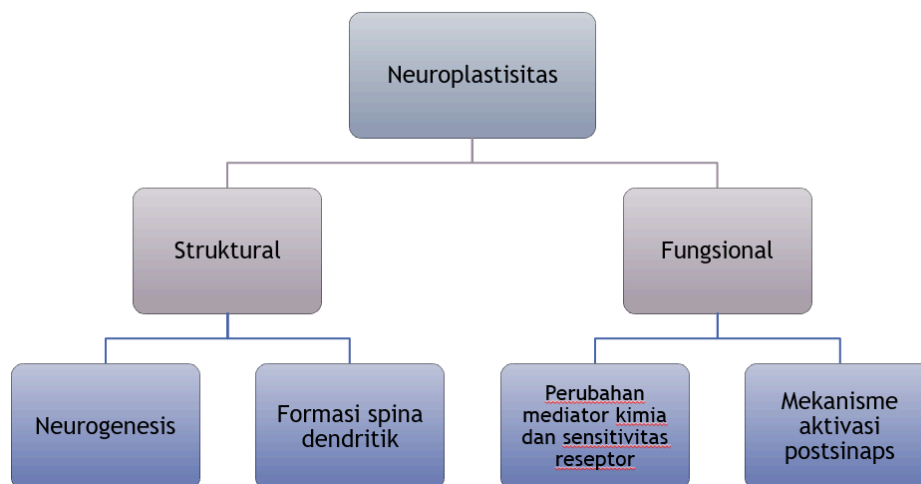 Neuroplastisitas
Struktural
Fungsional
Neurogenesis
Formasi spina
dendritik
Perubahan
mediator kimia
dan sensitivitas
reseptor
Mekanisme
aktivasi
postsinaps